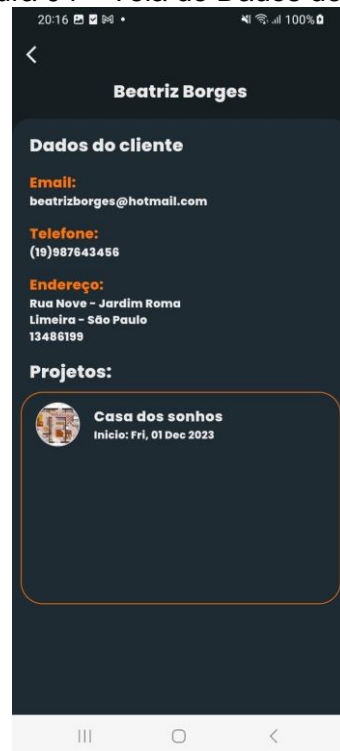 20:16
100%
Beatriz Borges
Dados do cliente
Email:
beatrizborges@hotmail.com
Telefone:
(19)987643456
Endereço:
Rua Nove - Jardim Roma
Limeira - São Paulo
13486199
Projetos:
Casa dos sonhos
Inicio: Fri, 01 Dec 2023